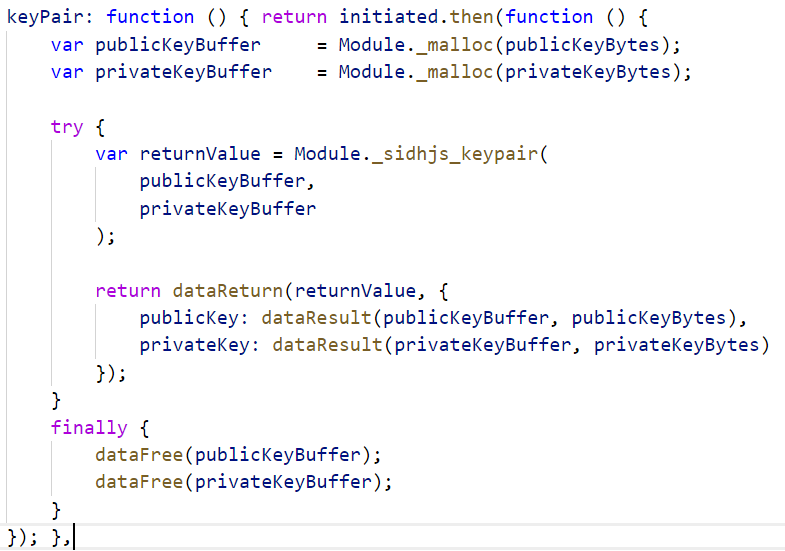 keyPair: function () { return initiated.then(function () {
    var publicKeyBuffer     = Module._malloc(publicKeyBytes);
    var privateKeyBuffer    = Module._malloc(privateKeyBytes);

    try {
        var returnValue = Module._sidhjs_keypair(
            publicKeyBuffer,
            privateKeyBuffer
        );

        return dataReturn(returnValue, {
            publicKey: dataResult(publicKeyBuffer, publicKeyBytes),
            privateKey: dataResult(privateKeyBuffer, privateKeyBytes)
        });
    }
    finally {
        dataFree(publicKeyBuffer);
        dataFree(privateKeyBuffer);
    }
}); },